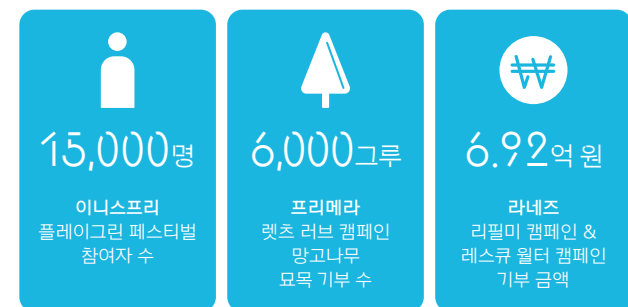 15,000명
이니스프리
플레이그린 페스티벌
참여자 수
6,000그루
프리메라
렛츠 러브 캠페인
망고나무
묘목 기부 수
₩
6.92억 원
라네즈
리필미 캠페인 &
레스큐 월터 캠페인
기부 금액